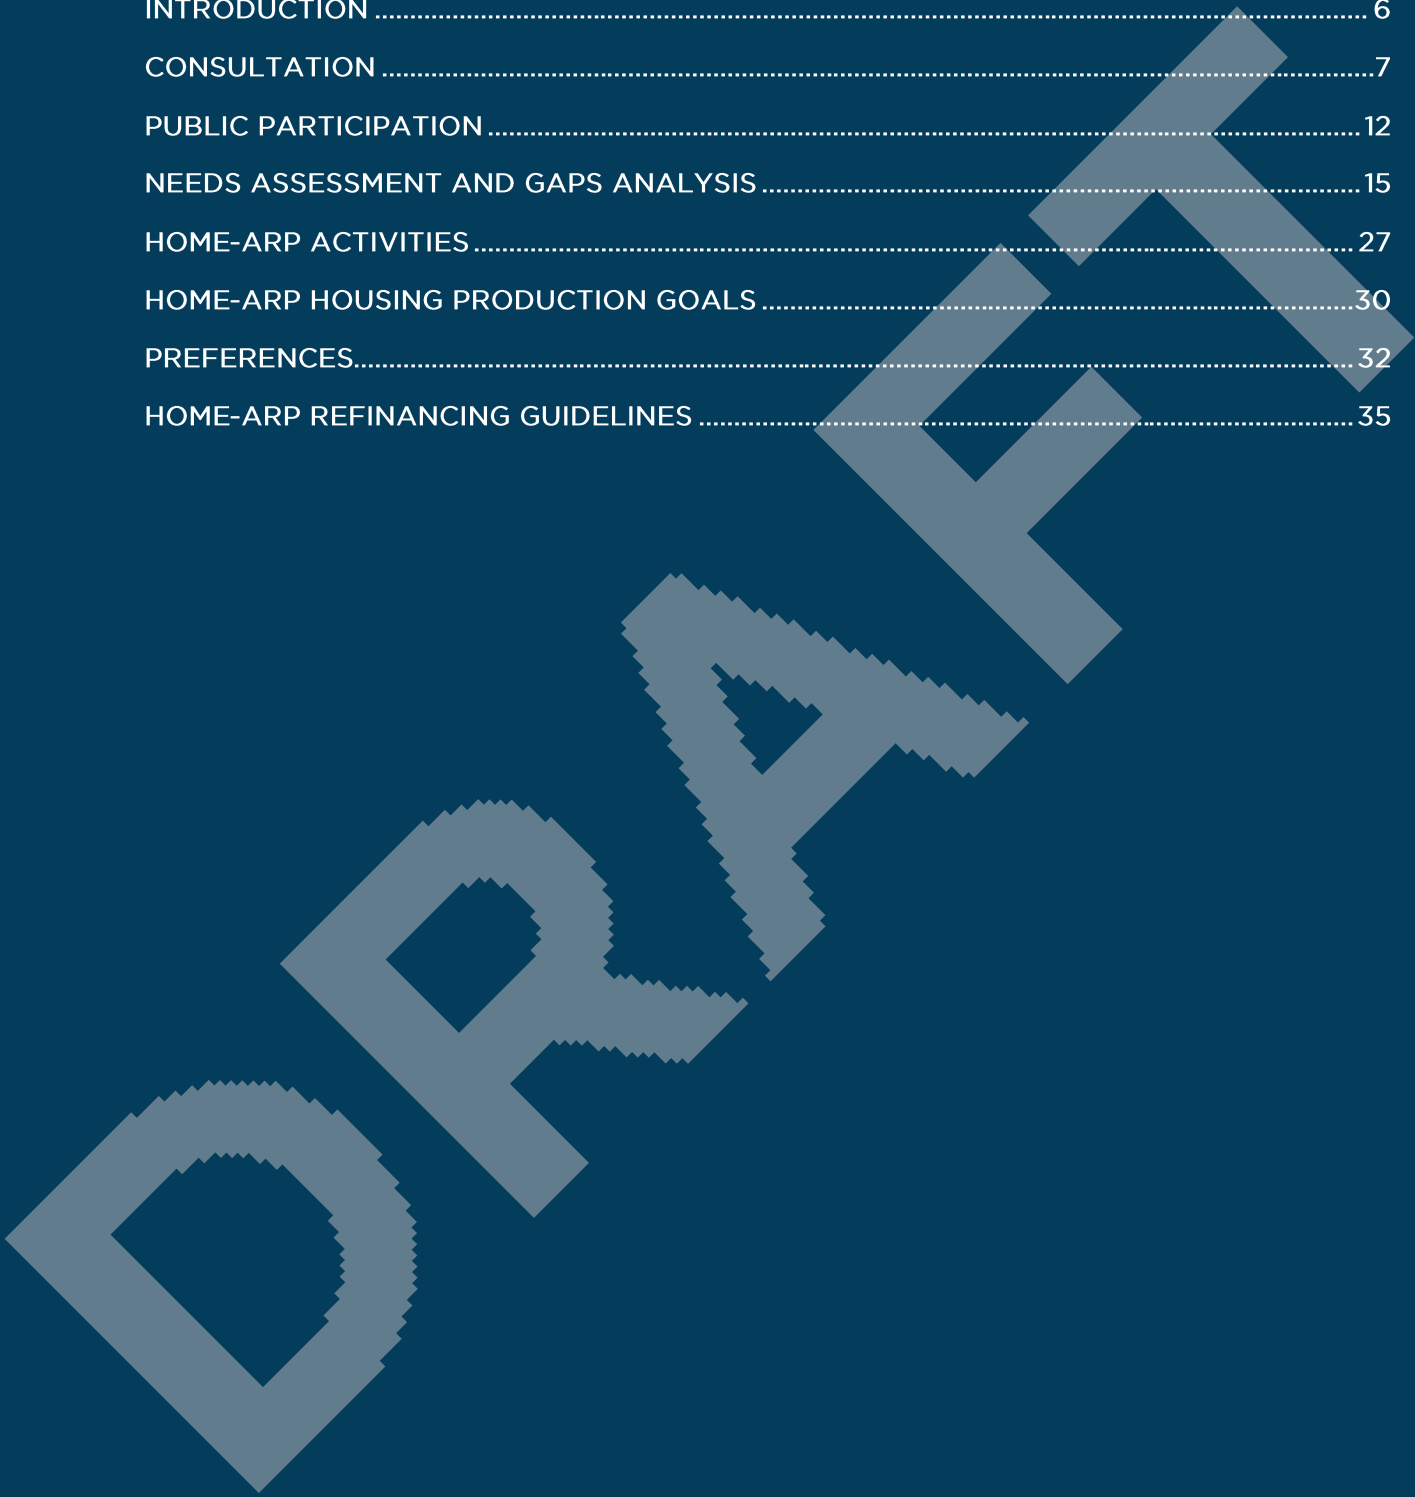 INTRODUCTION ........ 6
CONSULTATION ........ 7
PUBLIC PARTICIPATION ........ 12
NEEDS ASSESSMENT AND GAPS ANALYSIS ........ 15
HOME-ARP ACTIVITIES ........ 27
HOME-ARP HOUSING PRODUCTION GOALS ........ 30
PREFERENCES ........ 32
HOME-ARP REFINANCING GUIDELINES ........ 35
DRAFT